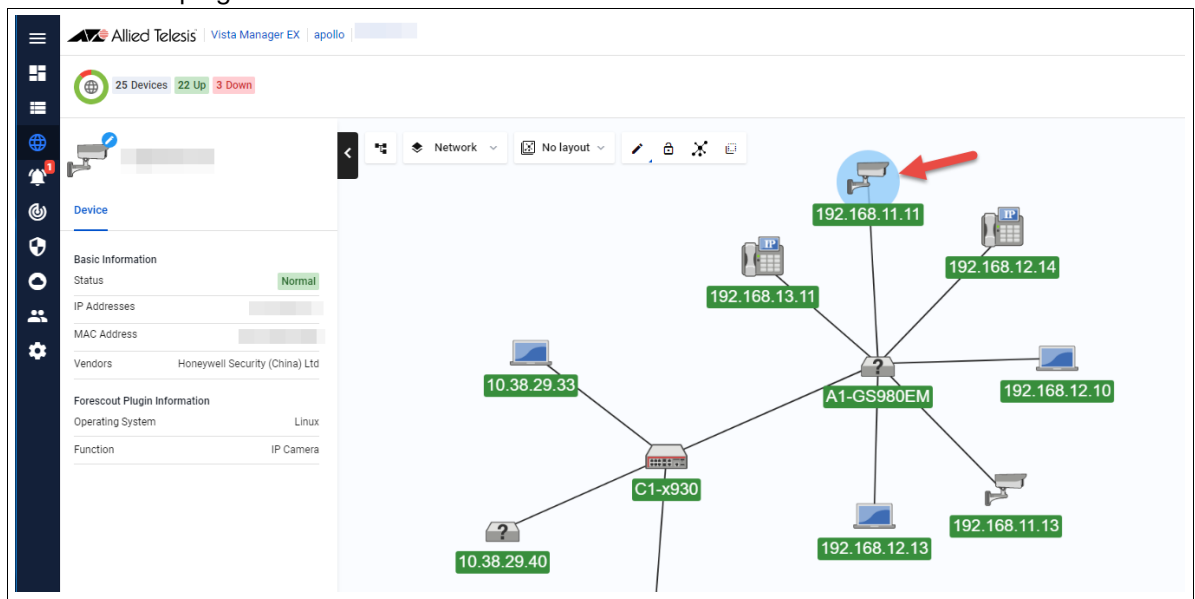 Allied Telesis Vista Manager EX apollo
25 Devices 22 Up 3 Down
1
Network No layout
Device
Basic Information
Status Normal
IP Addresses
MAC Address
Vendors Honeywell Security (China) Ltd
Forescout Plugin Information
Operating System Linux
Function IP Camera
192.168.11.11
IP
192.168.12.14
IP
192.168.13.11
10.38.29.33
A1-GS980EM
192.168.12.10
C1-x930
192.168.11.13
192.168.12.13
10.38.29.40